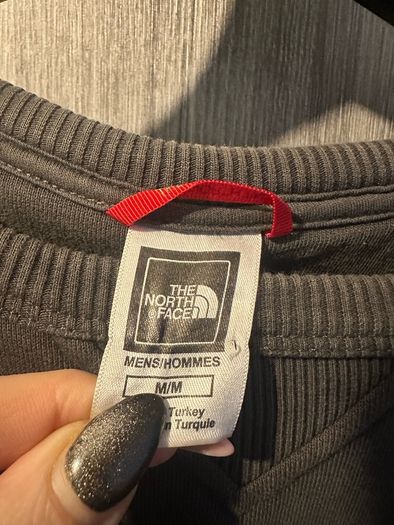 THE
NORTH
FACE
MENS/HOMMES
M/M
Turkey
n Turquie